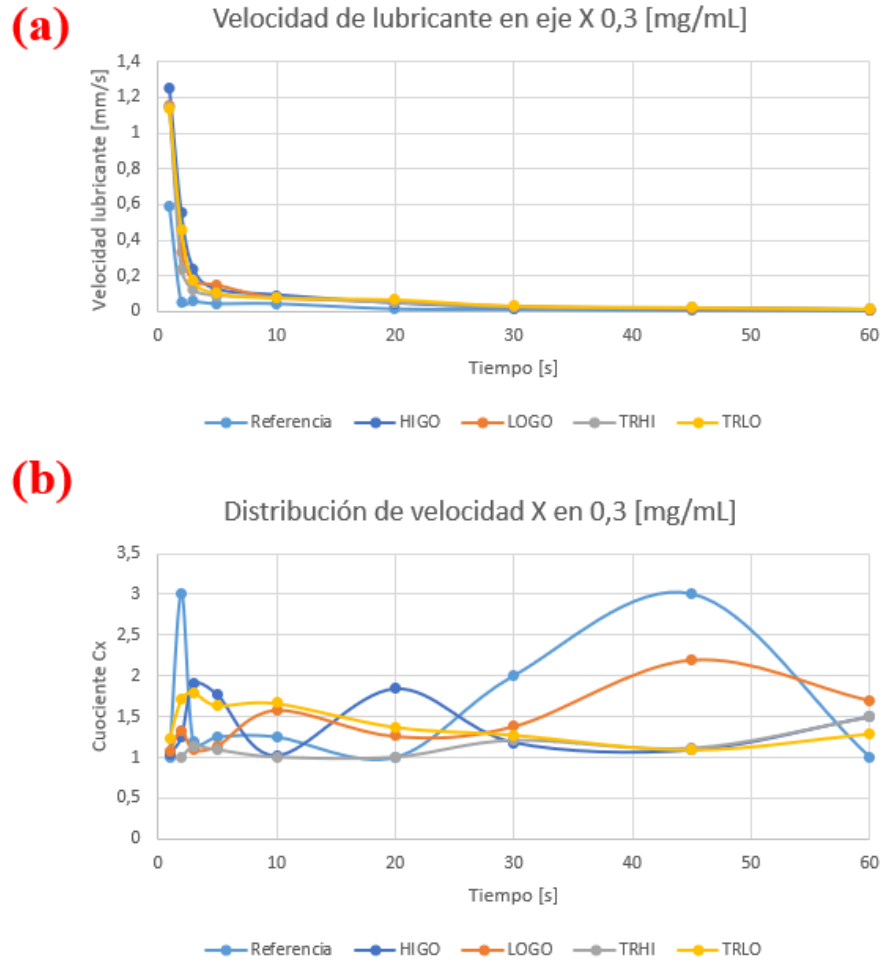 (a)
Velocidad de lubricante en eje X 0,3 [mg/mL]
Velocidad lubricante [mm/s]
1,4
1,2
1
0,8
0,6
0,4
0,2
0
0 10 20 30 40 50 60
Tiempo [s]
Referencia HIGO LOGO TRHI TRLO
(b)
Distribución de velocidad X en 0,3 [mg/mL]
Cuociente Cx
3,5
3
2,5
2
1,5
1
0,5
0
0 10 20 30 40 50 60
Tiempo [s]
Referencia HIGO LOGO TRHI TRLO